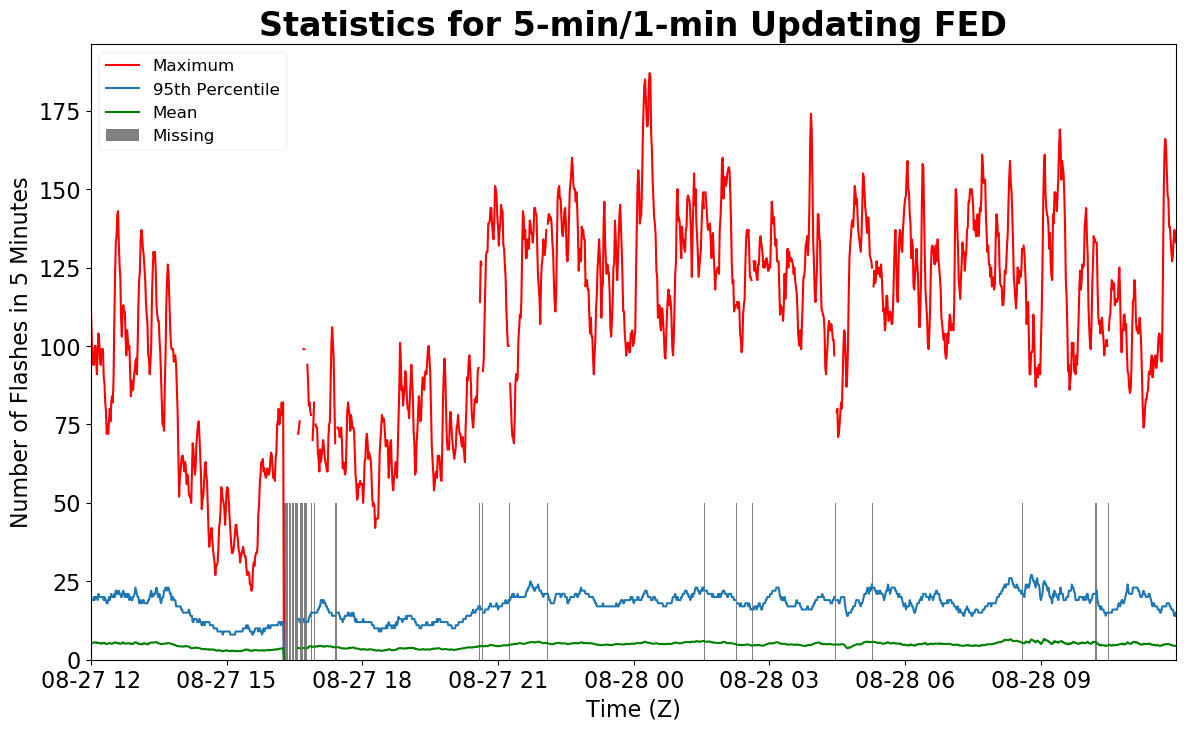 Statistics for 5-min/1-min Updating FED
Maximum
95th Percentile
Mean
Missing
Number of Flashes in 5 Minutes
175
150
125
100
75
50
25
0
08-27 12 08-27 15 08-27 18 08-27 21 08-28 00 08-28 03 08-28 06 08-28 09
Time (Z)